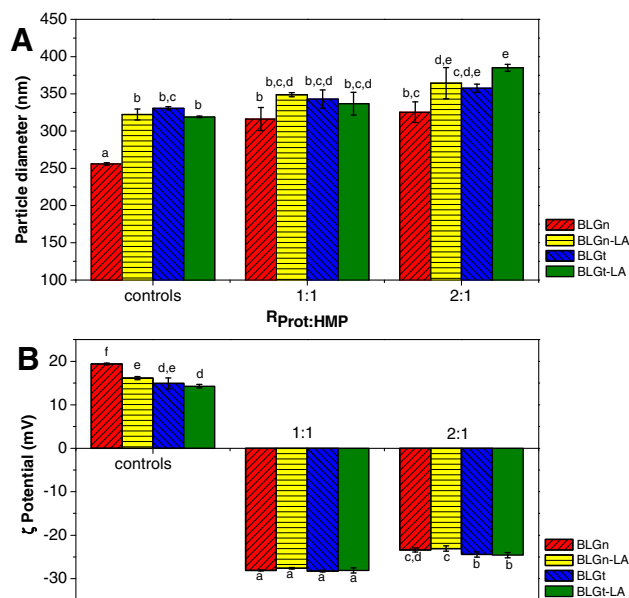 A
Particle diameter (nm)
450
400
350
300
250
200
150
100
a
b
b,c
b
b
b,c,d
b,c,d
b,c,d
b,c
d,e
c,d,e
e
controls
1:1
2:1
RProt:HMP
BLGn
BLGn-LA
BLGt
BLGt-LA
B
ζ Potential (mV)
20
10
0
-10
-20
-30
f
e
d,e
d
controls
1:1
2:1
a
a
a
a
c,d
c
b
b
BLGn
BLGn-LA
BLGt
BLGt-LA